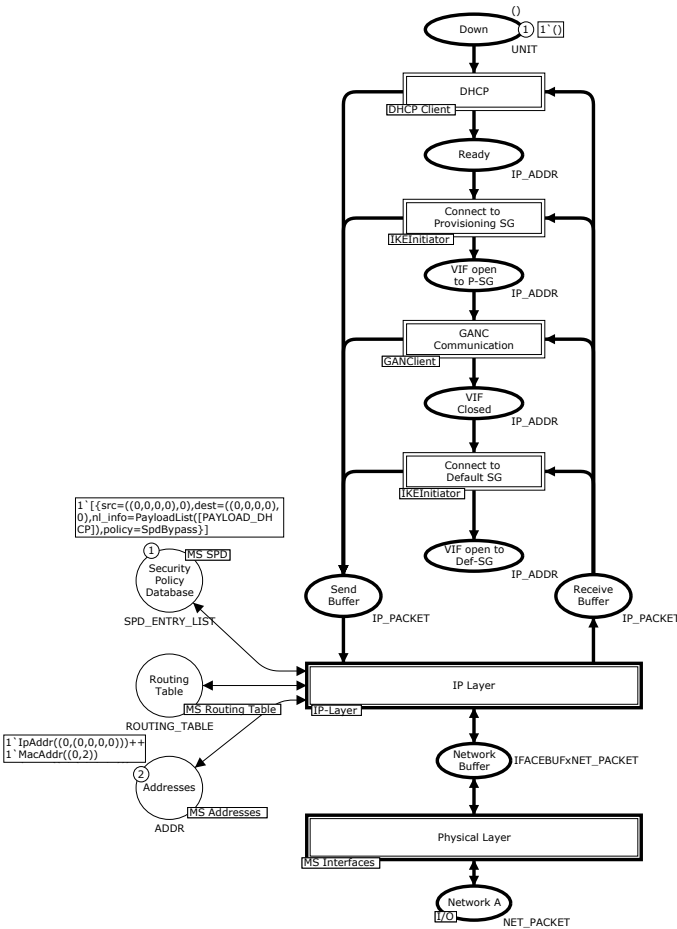 ()
Down
1
1`()
UNIT
DHCP
DHCP Client
Ready
IP_ADDR
Connect to
Provisioning SG
IKEInitiator
VIF open
to P-SG
IP_ADDR
GANC
Communication
GANClient
VIF
Closed
IP_ADDR
Connect to
Default SG
IKEInitiator
1`[{src=((0,0,0,0),0),dest=((0,0,0,0),
0),nl_info=PayloadList([PAYLOAD_DH
CP]),policy=SpdBypass}]
1
MS SPD
Security
Policy
Database
SPD_ENTRY_LIST
VIF open to
Def-SG
IP_ADDR
Send
Buffer
IP_PACKET
Receive
Buffer
IP_PACKET
Routing
Table
MS Routing Table
ROUTING_TABLE
IP Layer
IP-Layer
1`IpAddr((0,(0,0,0,0)))++
1`MacAddr((0,2))
2
Addresses
MS Addresses
ADDR
Network
Buffer
IFACEBUFxNET_PACKET
Physical Layer
MS Interfaces
Network A
I/O
NET_PACKET